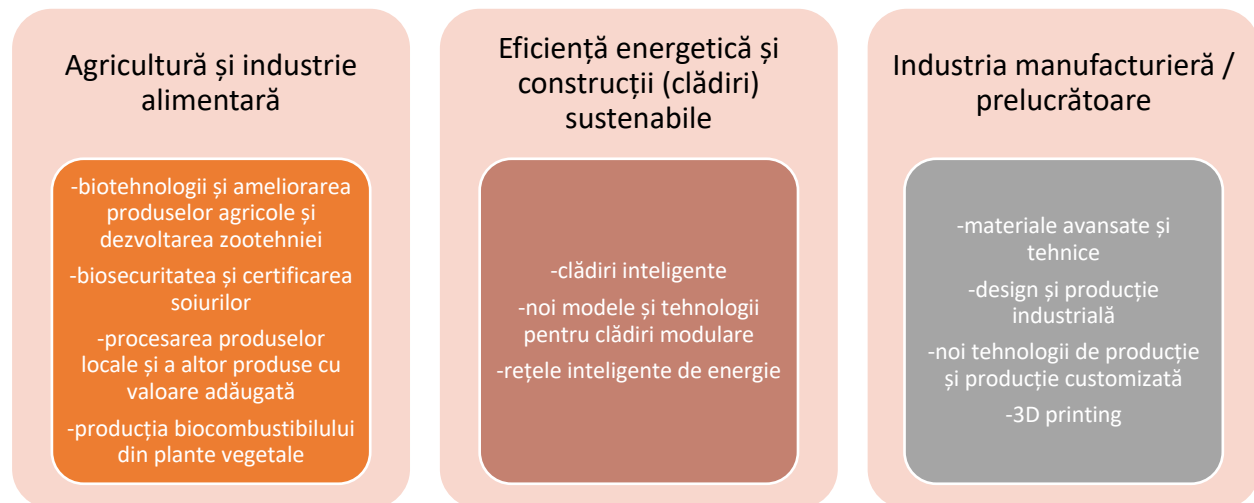 Agricultură și industrie
alimentară
-biotehnologii și ameliorarea
produselor agricole și
dezvoltarea zootehniei
-biosecuritatea și certificarea
soiurilor
-procesarea produselor
locale și a altor produse cu
valoare adăugată
-producția biocombustibilului
din plante vegetale
Eficiență energetică și
construcții (clădiri)
sustenabile
-clădiri inteligente
-noi modele și tehnologii
pentru clădiri modulare
-rețele inteligente de energie
Industria manufacturieră /
prelucrătoare
-materiale avansate și
tehnice
-design și producție
industrială
-noi tehnologii de producție
și producție customizată
-3D printing